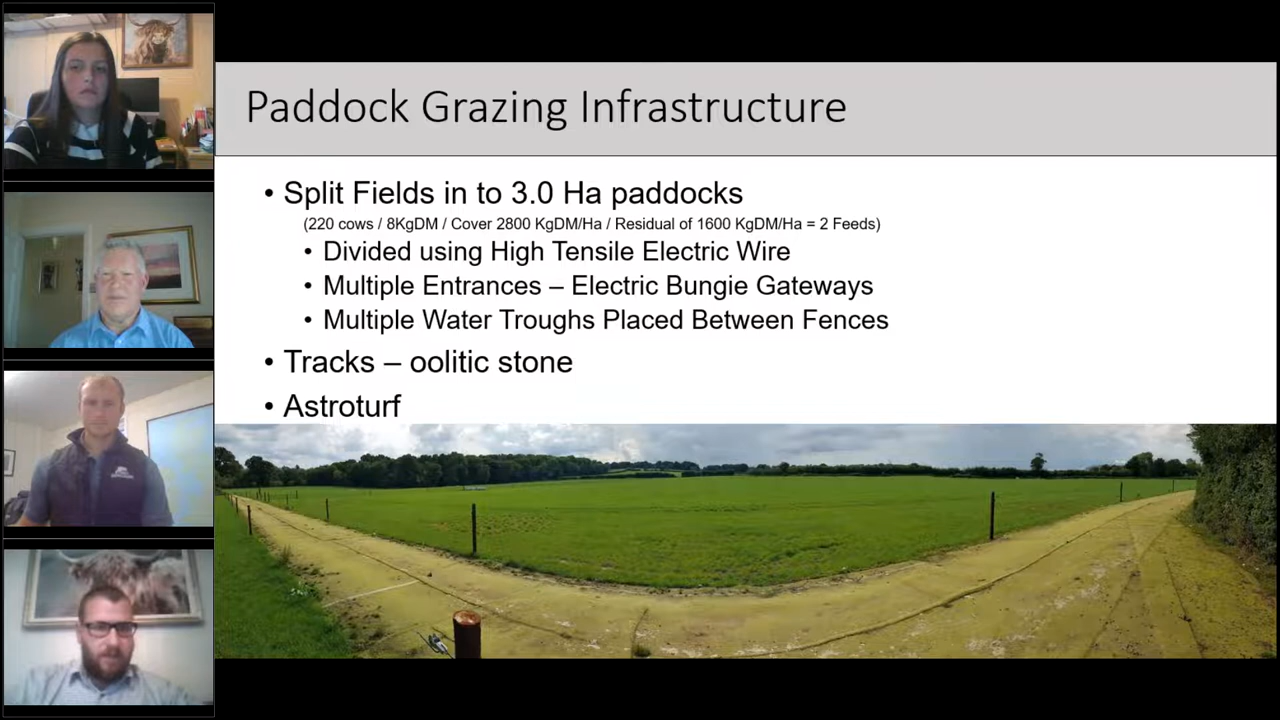 Paddock Grazing Infrastructure
• Split Fields in to 3.0 Ha paddocks
(220 cows / 8KgDM / Cover 2800 KgDM/Ha / Residual of 1600 KgDM/Ha = 2 Feeds)
• Divided using High Tensile Electric Wire
• Multiple Entrances – Electric Bungie Gateways
• Multiple Water Troughs Placed Between Fences
• Tracks – oolitic stone
• Astroturf